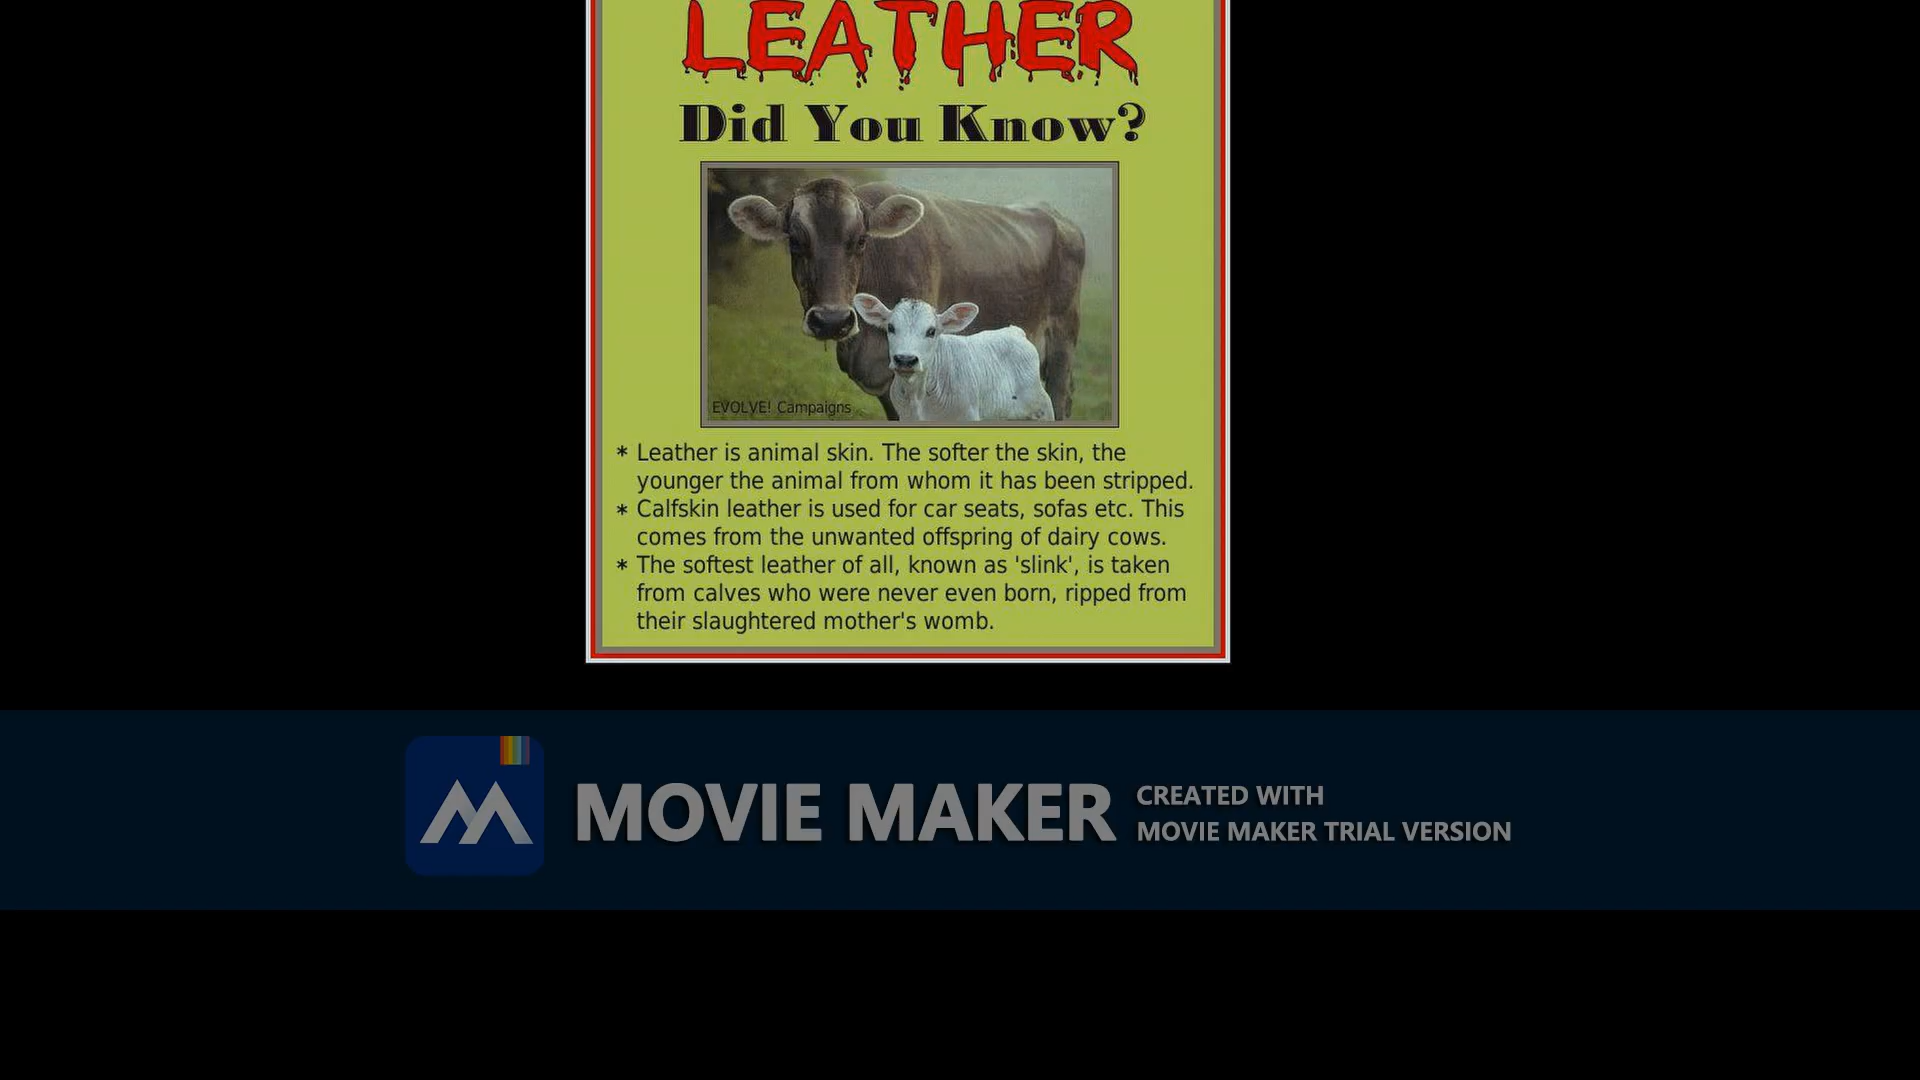 LEATHER
Did You Know?
EVOLVE! Campaigns
* Leather is animal skin. The softer the skin, the
younger the animal from whom it has been stripped.
* Calfskin leather is used for car seats, sofas etc. This
comes from the unwanted offspring of dairy cows.
* The softest leather of all, known as 'slink', is taken
from calves who were never even born, ripped from
their slaughtered mother's womb.
MOVIE MAKER
CREATED WITH
MOVIE MAKER TRIAL VERSION